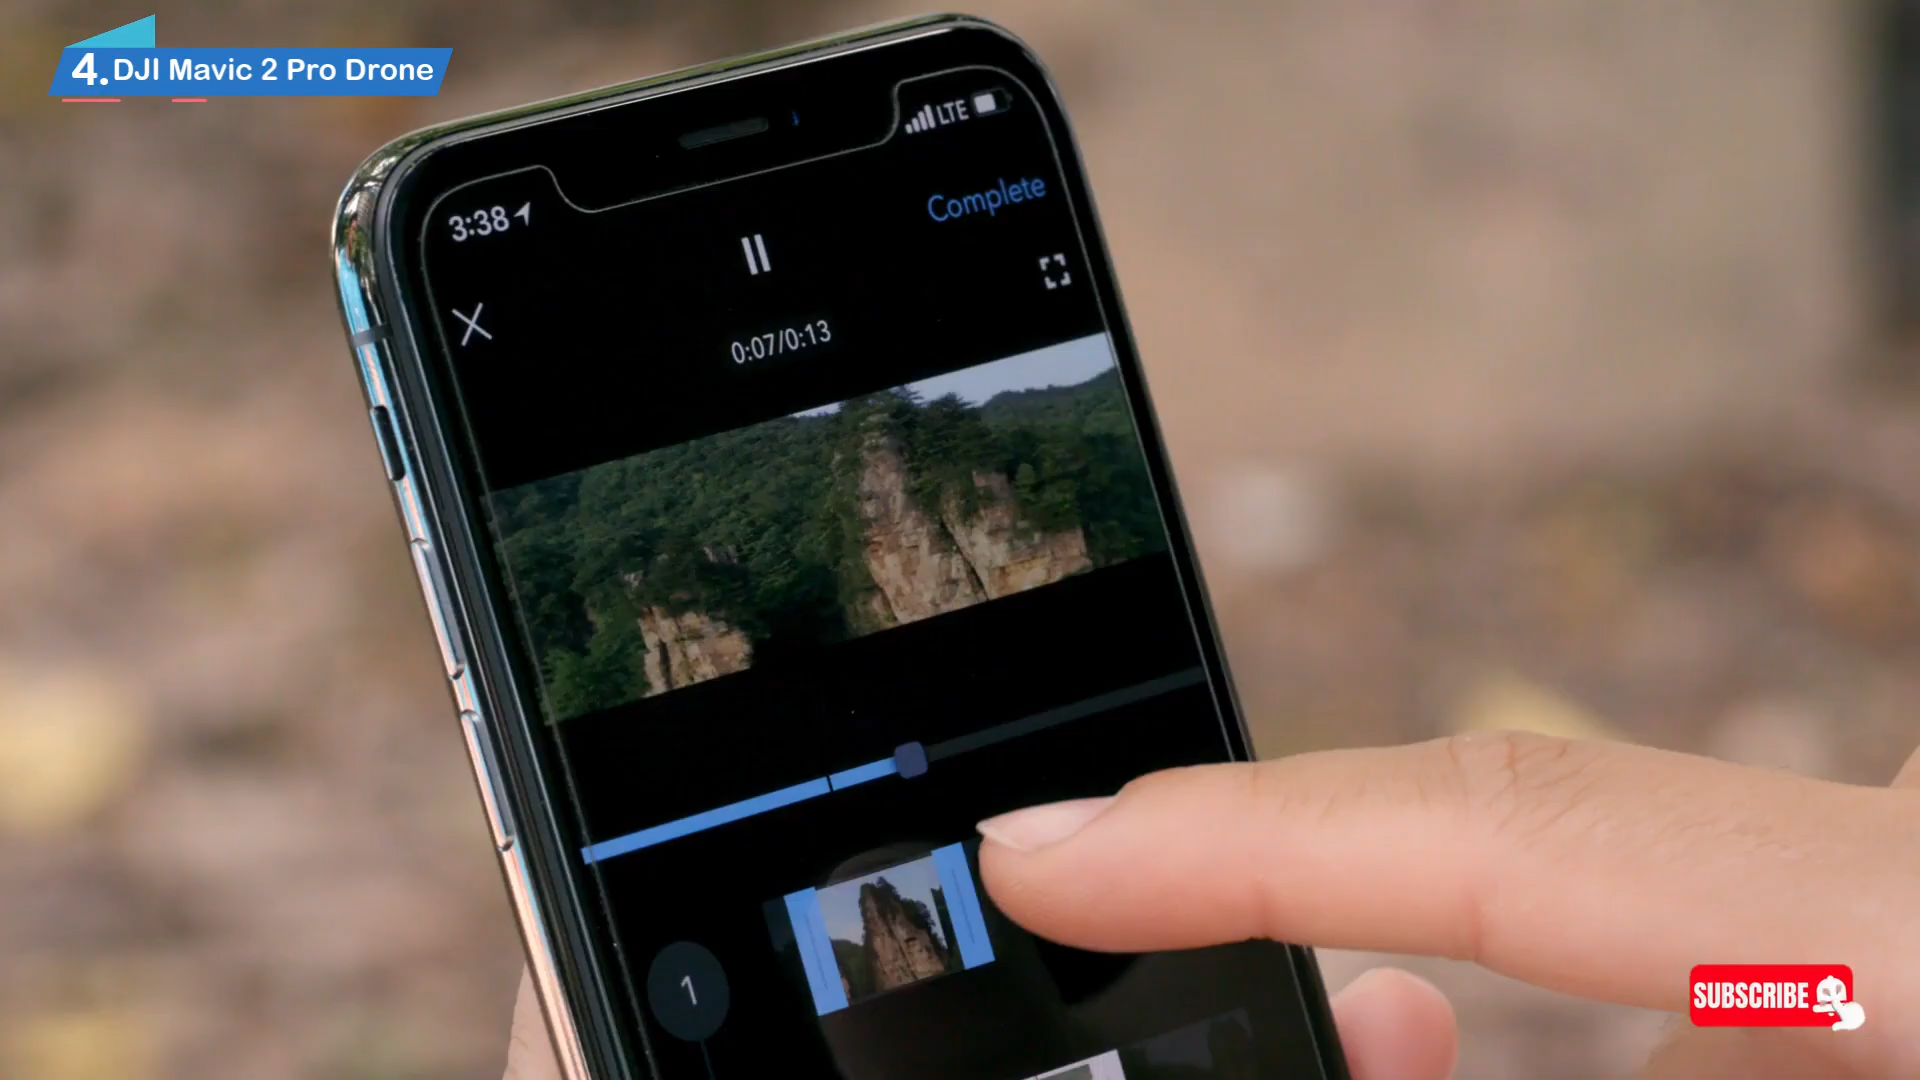 4. DJI Mavic 2 Pro Drone
LTE
3:38
Complete
0:07/0:13
1
SUBSCRIBE